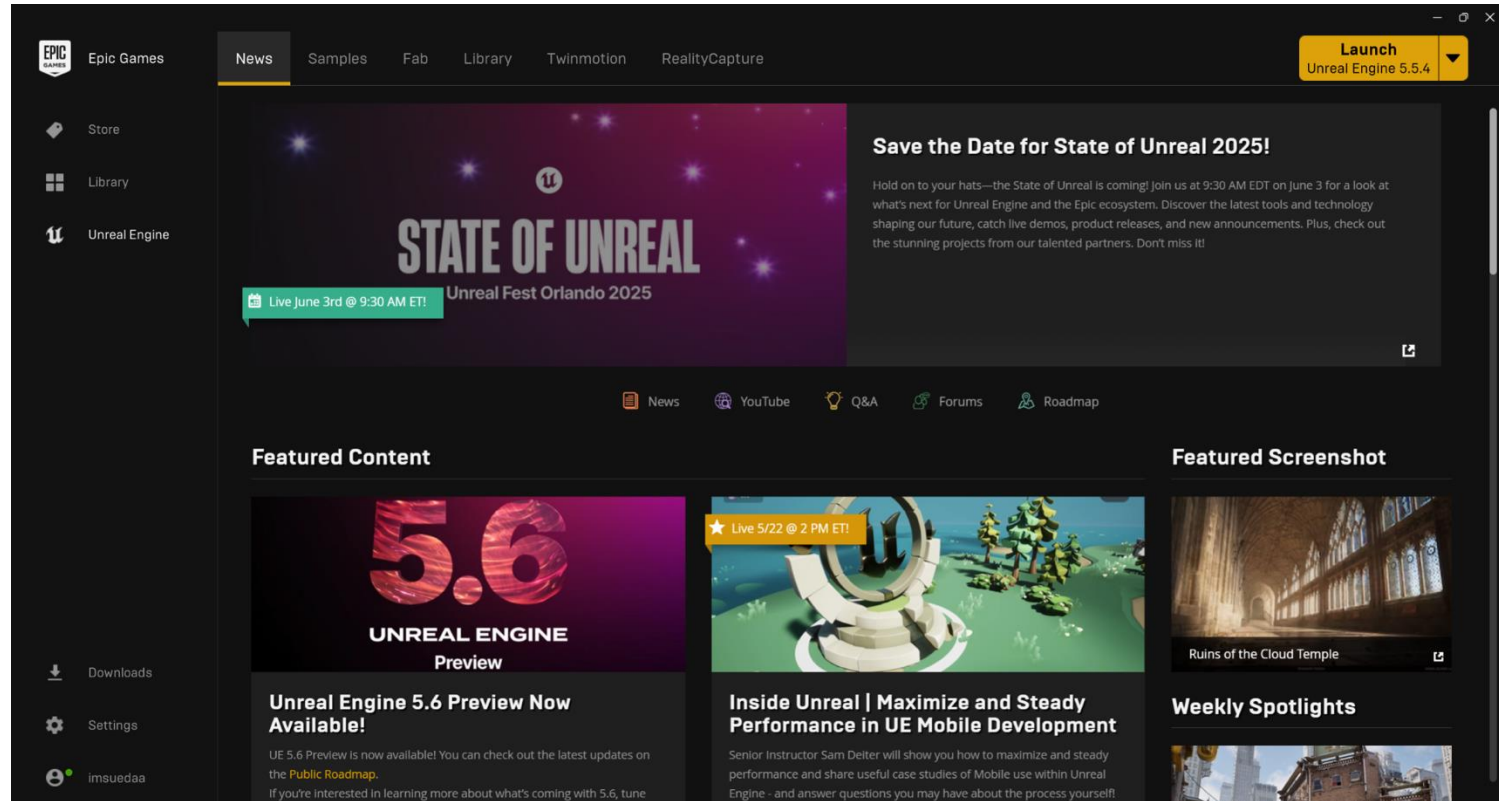 EPIC
GAMES
Epic Games
News
Samples
Fab
Library
Twinmotion
RealityCapture
Launch
Unreal Engine 5.5.4
Store
Library
Unreal Engine
STATE OF UNREAL
Unreal Fest Orlando 2025
Live June 3rd @ 9:30 AM ET!
Save the Date for State of Unreal 2025!
Hold on to your hats—the State of Unreal is coming! Join us at 9:30 AM EDT on June 3 for a look at
what's next for Unreal Engine and the Epic ecosystem. Discover the latest tools and technology
shaping our future, catch live demos, product releases, and new announcements. Plus, check out
the stunning projects from our talented partners. Don't miss it!
News
YouTube
Q&A
Forums
Roadmap
Featured Content
5.6
UNREAL ENGINE
Preview
Unreal Engine 5.6 Preview Now
Available!
UE 5.6 Preview is now available! You can check out the latest updates on
the Public Roadmap.
If you're interested in learning more about what's coming with 5.6, tune
Live 5/22 @ 2 PM ET!
Inside Unreal | Maximize and Steady
Performance in UE Mobile Development
Senior Instructor Sam Deiter will show you how to maximize and steady
performance and share useful case studies of Mobile use within Unreal
Engine - and answer questions you may have about the process yourself!
Featured Screenshot
Ruins of the Cloud Temple
Weekly Spotlights
Downloads
Settings
imsuedaa